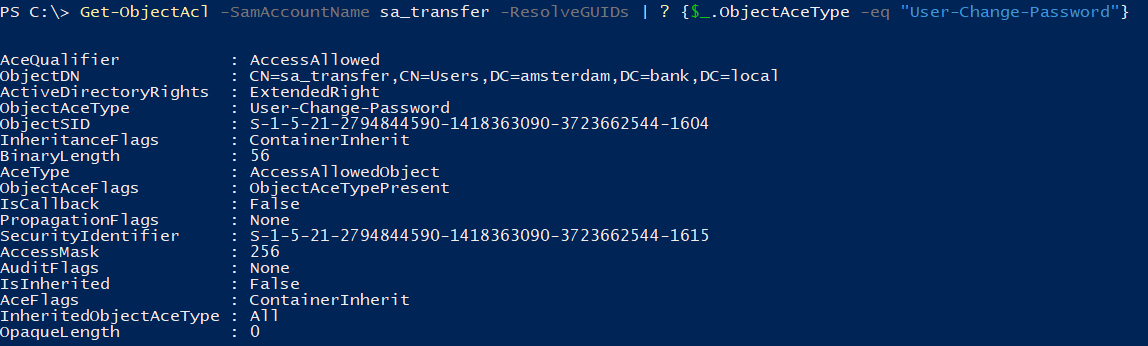 PS C:\> Get-ObjectAcl -SamAccountName sa_transfer -ResolveGUIDs | ? {$_.ObjectAceType -eq "User-Change-Password"}
AceQualifier : AccessAllowed
ObjectDN : CN=sa_transfer,CN=Users,DC=amsterdam,DC=bank,DC=local
ActiveDirectoryRights : ExtendedRight
ObjectAceType : User-Change-Password
ObjectSID : S-1-5-21-2794844590-1418363090-3723662544-1604
InheritanceFlags : ContainerInherit
BinaryLength : 56
AceType : AccessAllowedObject
ObjectAceFlags : ObjectAceTypePresent
IsCallback : False
PropagationFlags : None
SecurityIdentifier : S-1-5-21-2794844590-1418363090-3723662544-1615
AccessMask : 256
AuditFlags : None
IsInherited : False
AceFlags : ContainerInherit
InheritedObjectAceType : All
OpaqueLength : 0